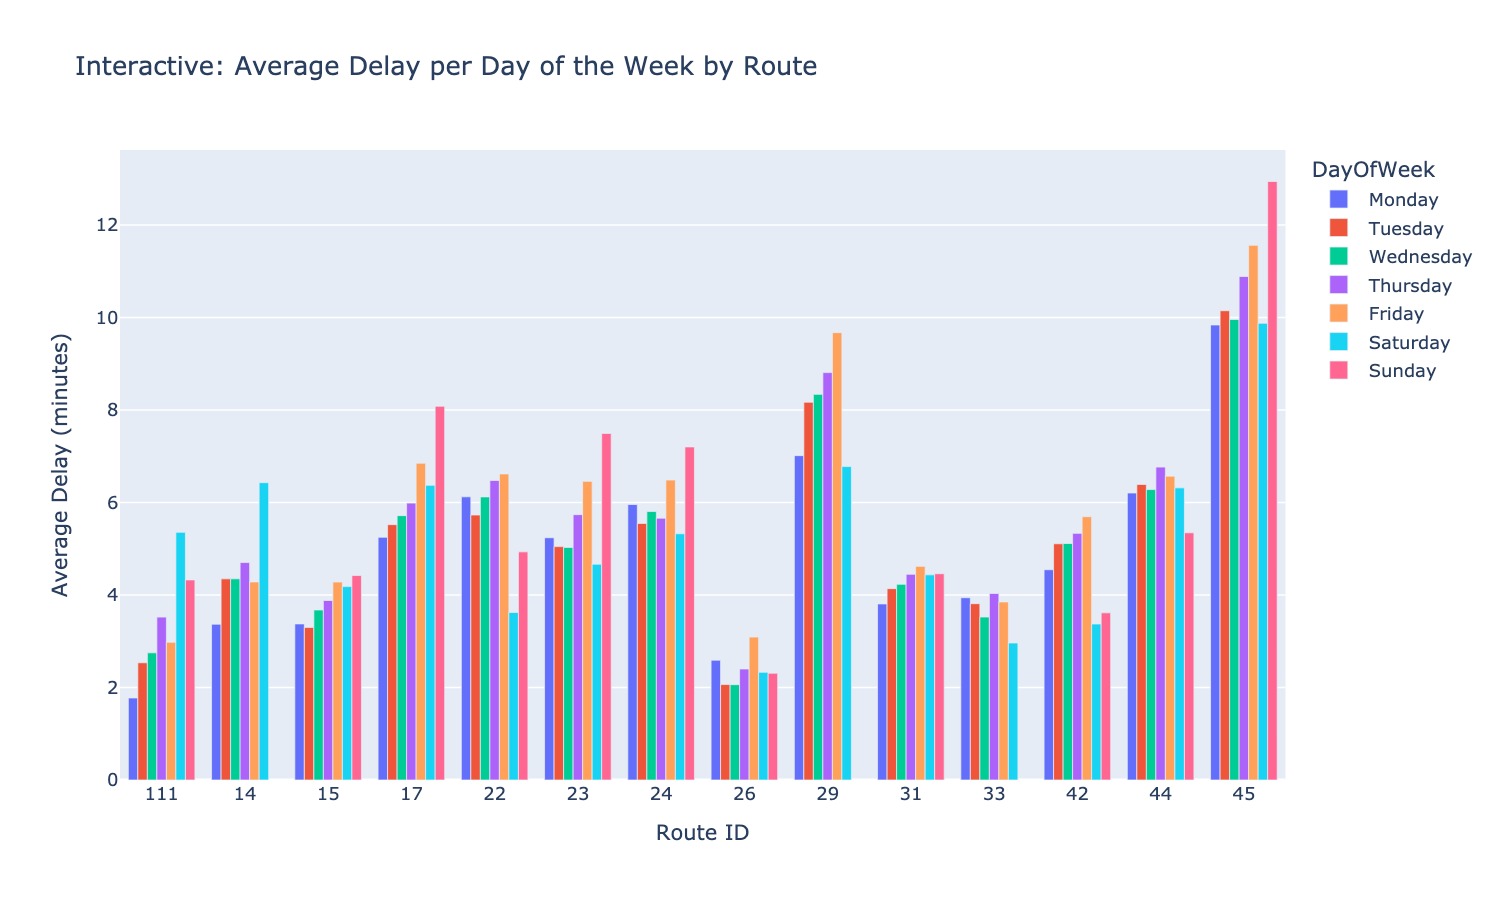 Interactive: Average Delay per Day of the Week by Route
DayOfWeek
Monday
Tuesday
Wednesday
Thursday
Friday
Saturday
Sunday
Average Delay (minutes)
12
10
8
6
4
2
0
111 14 15 17 22 23 24 26 29 31 33 42 44 45
Route ID